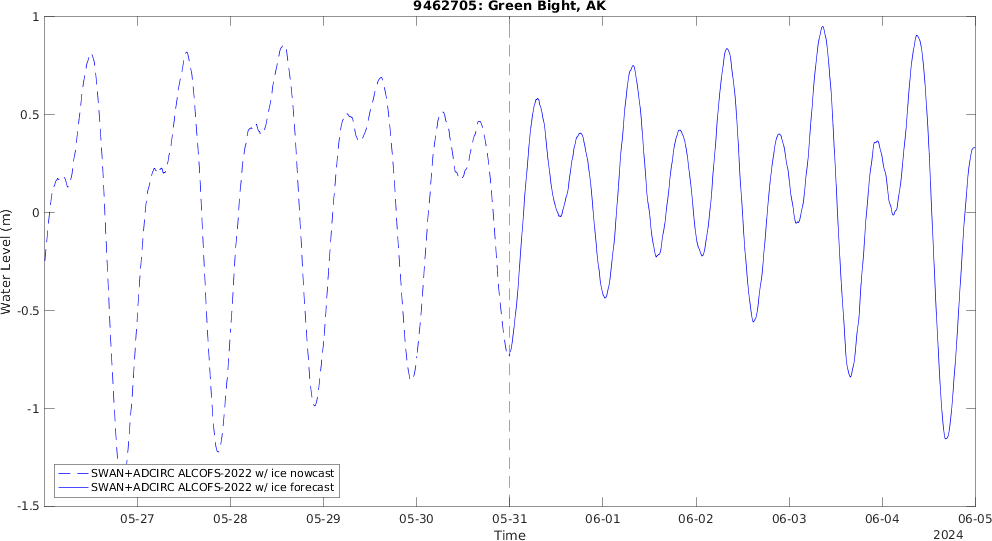 9462705: Green Bight, AK
Water Level (m)
1
0.5
0
-0.5
-1
-1.5
SWAN+ADCIRC ALCOFS-2022 w/ ice nowcast
SWAN+ADCIRC ALCOFS-2022 w/ ice forecast
05-27 05-28 05-29 05-30 05-31 06-01 06-02 06-03 06-04 06-05
Time
2024